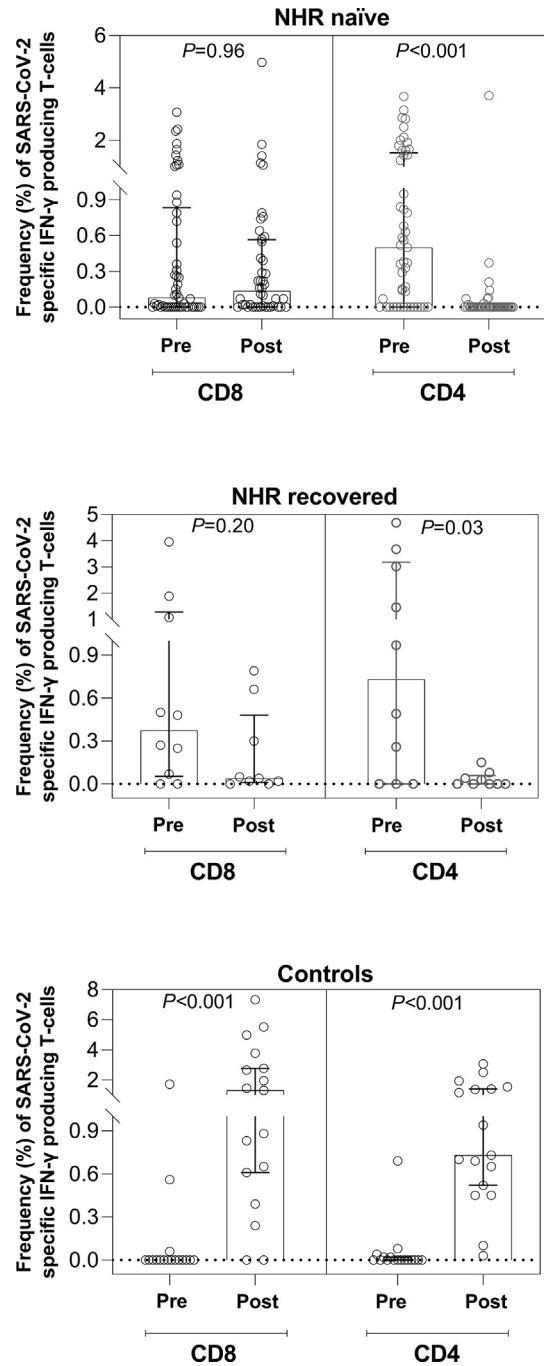 NHR naïve
Frequency (%) of SARS-CoV-2
specific IFN-γ producing T-cells
6
4
2
0.9
0.6
0.3
0.0
P=0.96
P<0.001
Pre
Post
Pre
Post
CD8
CD4
NHR recovered
Frequency (%) of SARS-CoV-2
specific IFN-γ producing T-cells
5
4
3
2
1
0.9
0.6
0.3
0.0
P=0.20
P=0.03
Pre
Post
Pre
Post
CD8
CD4
Controls
Frequency (%) of SARS-CoV-2
specific IFN-γ producing T-cells
8
6
4
2
0.9
0.6
0.3
0.0
P<0.001
P<0.001
Pre
Post
Pre
Post
CD8
CD4